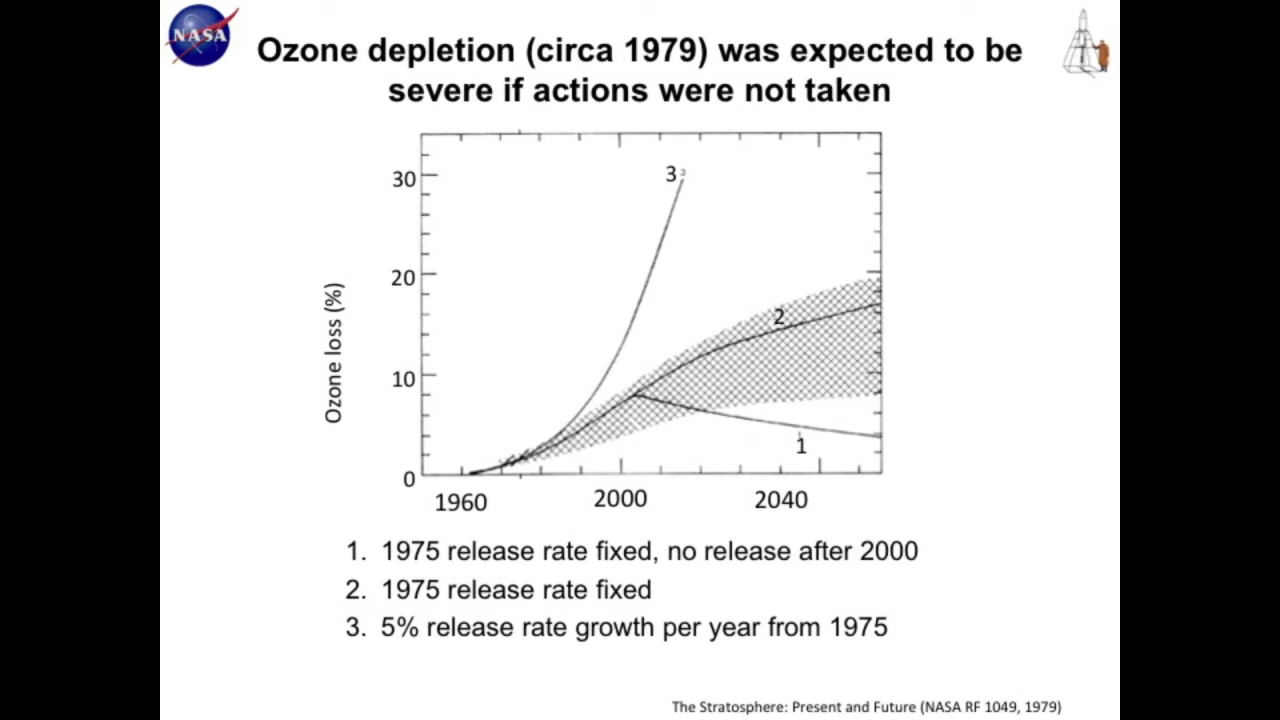 NASA
Ozone depletion (circa 1979) was expected to be
severe if actions were not taken
30
20
10
0
Ozone loss (%)
3 3
2
1
1960 2000 2040
1. 1975 release rate fixed, no release after 2000
2. 1975 release rate fixed
3. 5% release rate growth per year from 1975
The Stratosphere: Present and Future (NASA RF 1049, 1979)